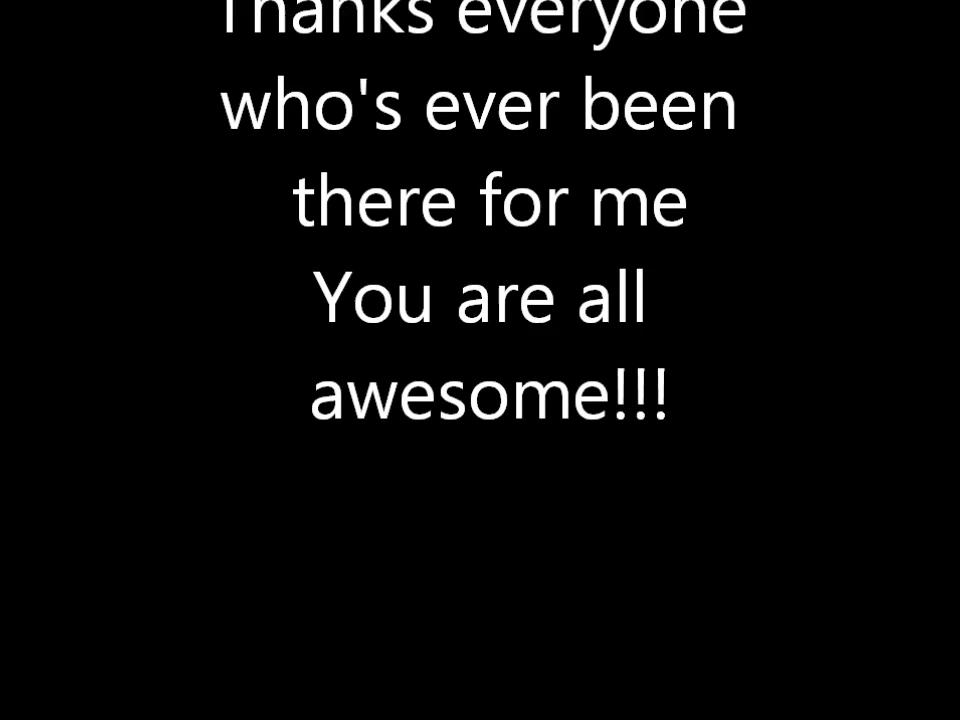 Thanks everyone
who's ever been
there for me
You are all
awesome!!!